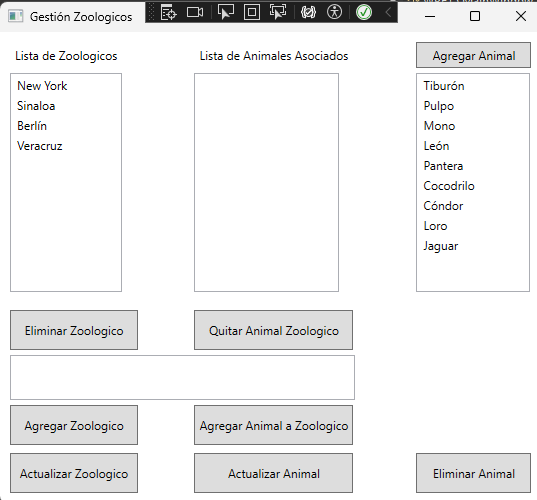 Gestión Zoologicos
Lista de Zoologicos
Lista de Animales Asociados
Agregar Animal
New York
Sinaloa
Berlín
Veracruz
Tiburón
Pulpo
Mono
León
Pantera
Cocodrilo
Cóndor
Loro
Jaguar
Eliminar Zoologico
Quitar Animal Zoologico
Agregar Zoologico
Agregar Animal a Zoologico
Actualizar Zoologico
Actualizar Animal
Eliminar Animal